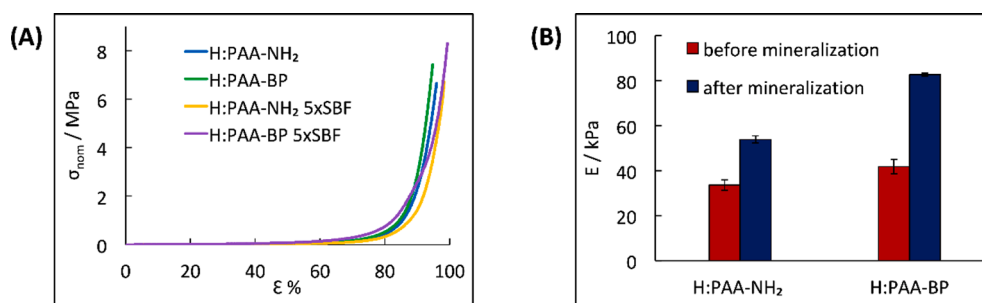 (A)
σnom / MPa
8
6
4
2
0
H:PAA-NH₂
H:PAA-BP
H:PAA-NH₂ 5xSBF
H:PAA-BP 5xSBF
0 20 40 60 80 100
Ɛ %
(B)
E / kPa
100
80
60
40
20
0
before mineralization
after mineralization
H:PAA-NH₂ H:PAA-BP